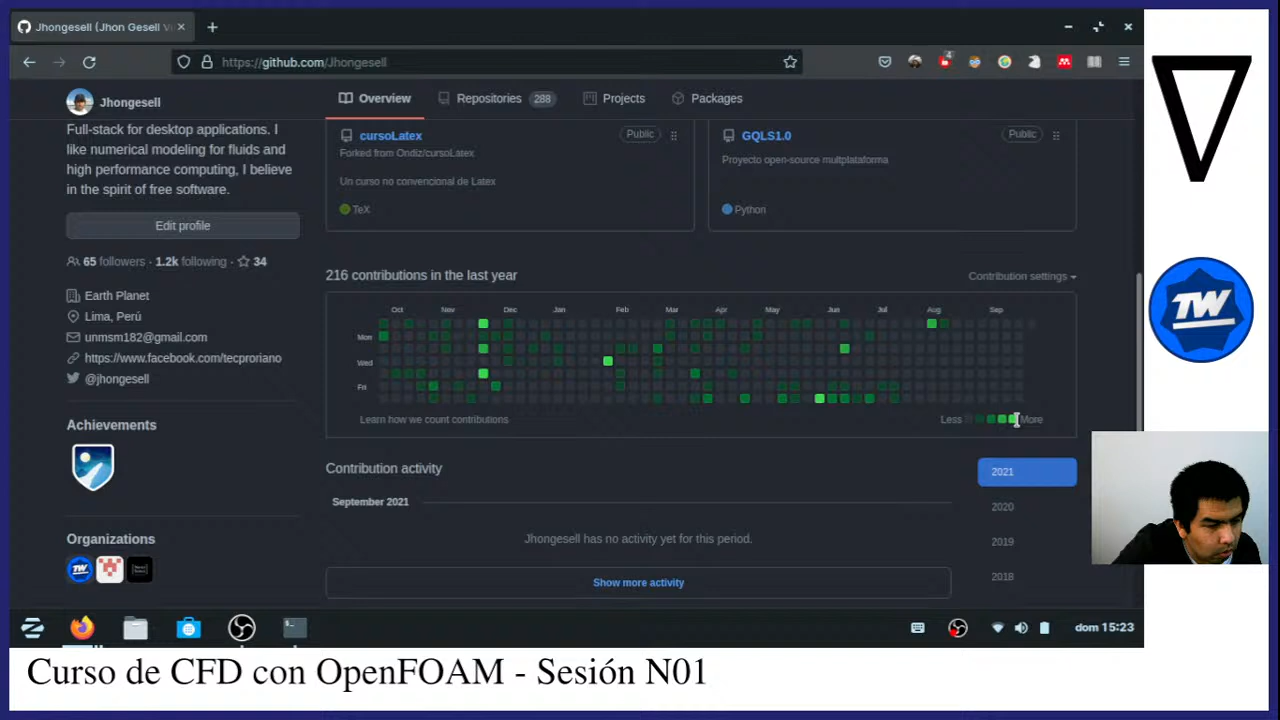 Jhongesell (Jhon Gesell Vi
https://github.com/Jhongesell
4
Jhongesell
Overview
Repositories 288
Projects
Packages
Full-stack for desktop applications. I
like numerical modeling for fluids and
high performance computing, I believe
in the spirit of free software.
Edit profile
65 followers · 1.2k following · 34
Earth Planet
Lima, Perú
unmsm182@gmail.com
https://www.facebook.com/tecproriano
@jhongesell
Achievements
Organizations
cursoLatex
Public
Forked from Ondiz/cursoLatex
Un curso no convencional de Latex
TeX
GQLS1.0
Public
Proyecto open-source multplataforma
Python
216 contributions in the last year
Contribution settings
Oct Nov Dec Jan Feb Mar Apr May Jun Jul Aug Sep
Mon
Wed
Fri
Learn how we count contributions
Less More
Contribution activity
2021
2020
2019
2018
September 2021
Jhongesell has no activity yet for this period.
Show more activity
dom 15:23
TW
Curso de CFD con OpenFOAM - Sesión N01